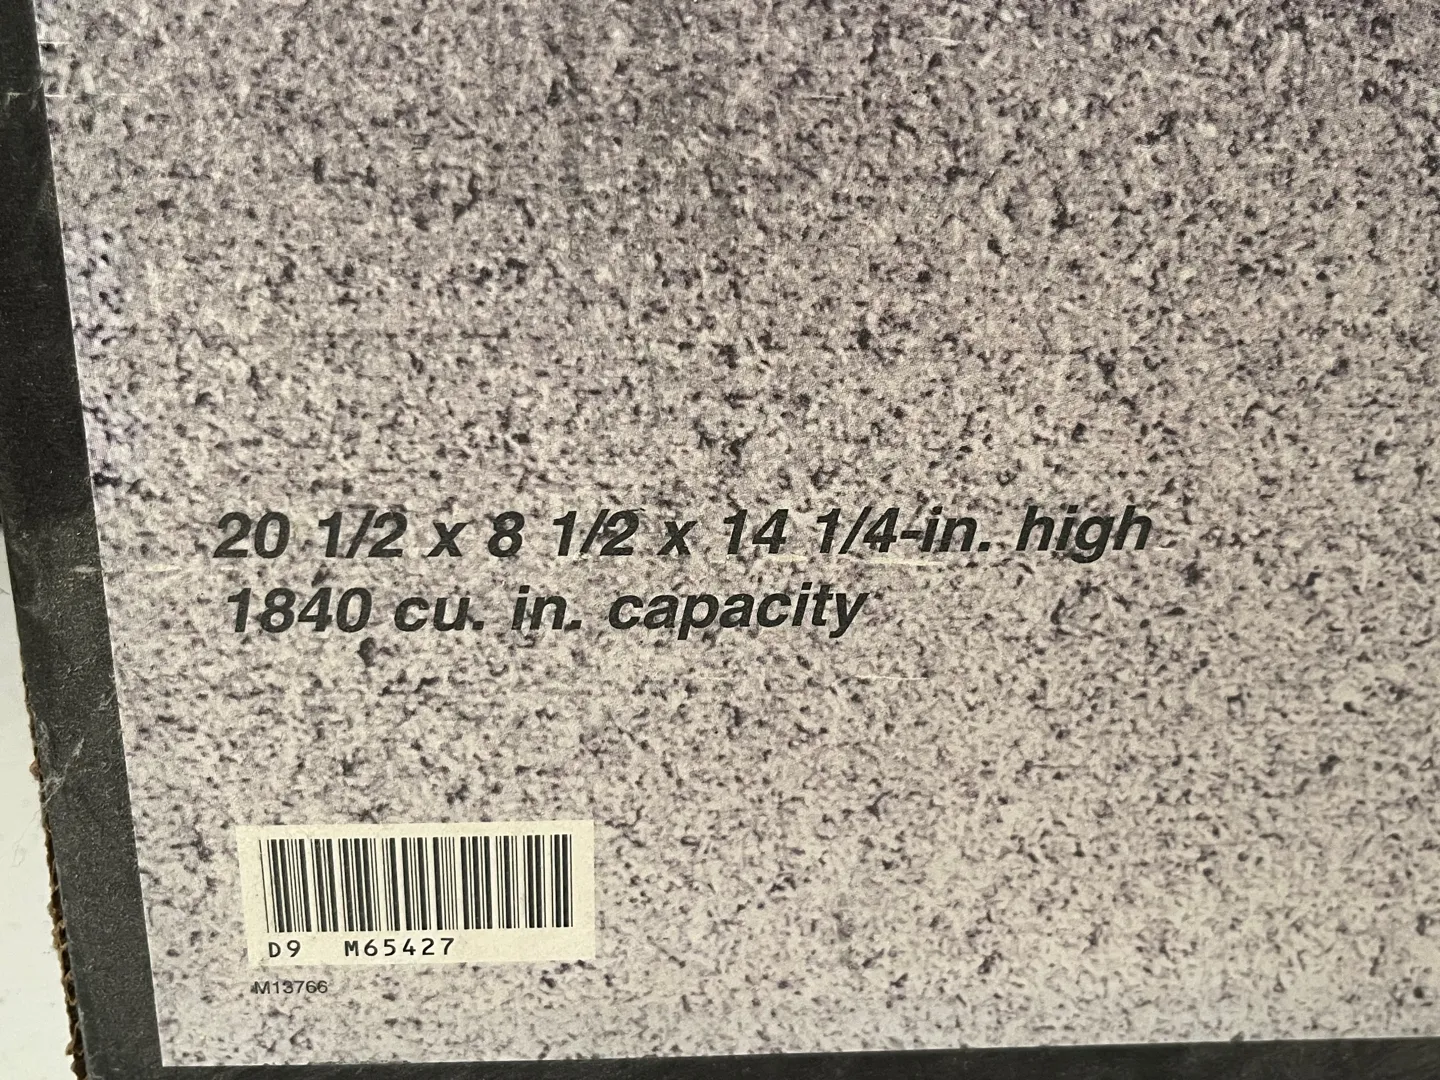 20 1/2 x 8 1/2 x 14 1/4-in. high
1840 cu. in. capacity
D9 M65427
M13766